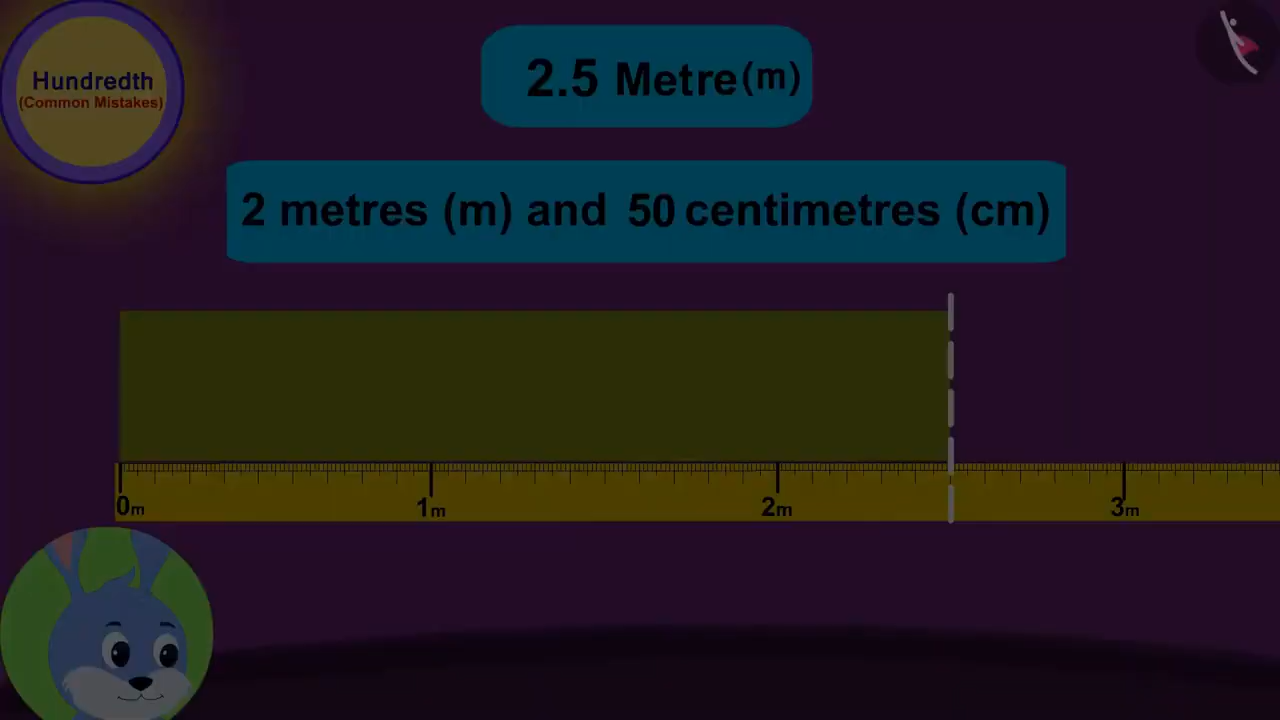 Hundredth
(Common Mistakes)
2.5 Metre(m)
2 metres (m) and 50 centimetres (cm)
0m 1m 2m 3m